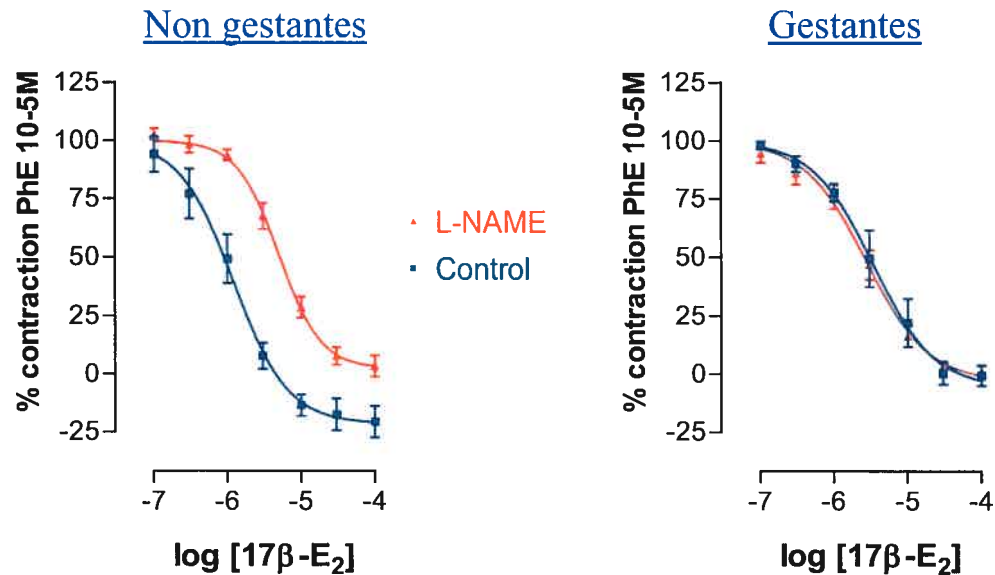 Non gestantes
% contraction PhE 10-5M
125
100
75
50
25
0
-25
-7
-6
-5
-4
log [17β-E₂]
L-NAME
Control
Gestantes
% contraction PhE 10-5M
125
100
75
50
25
0
-25
-7
-6
-5
-4
log [17β-E₂]